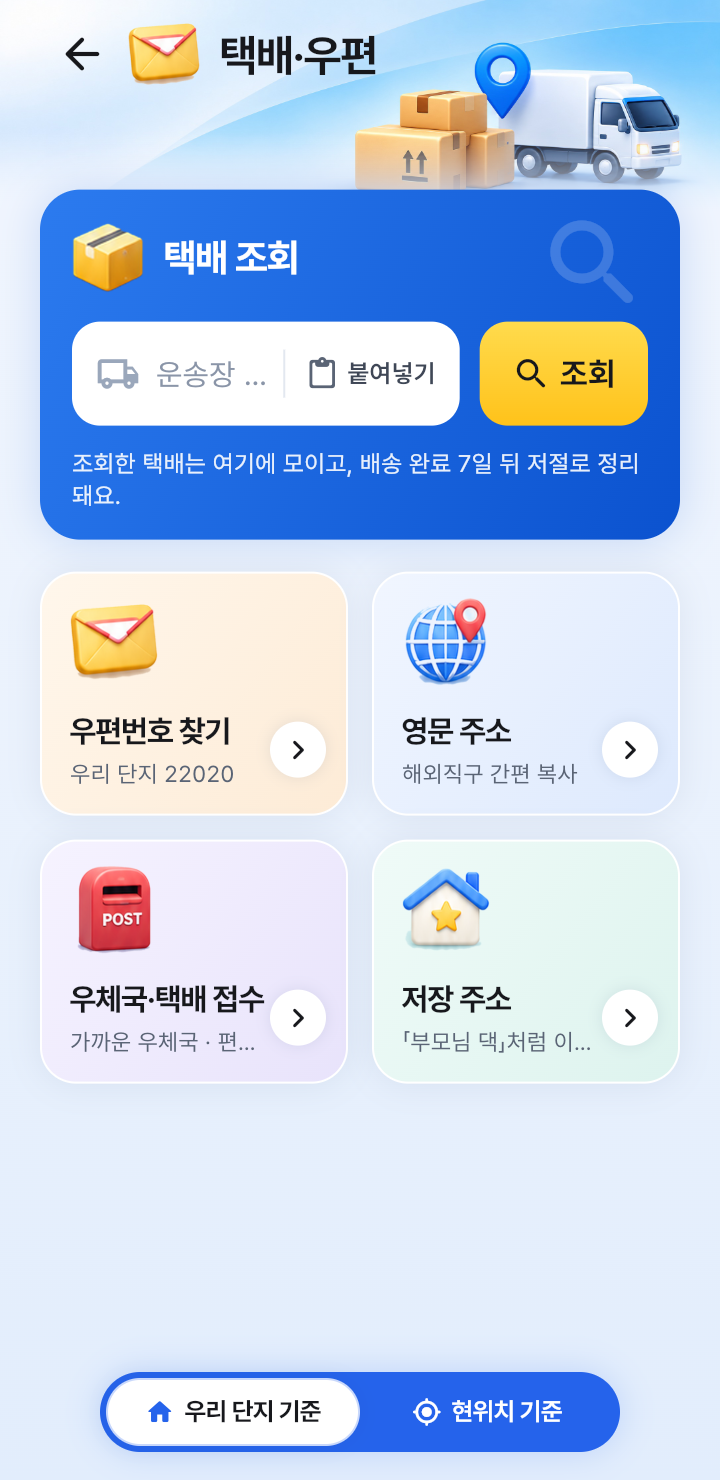 택배·우편
택배 조회
운송장 ...
붙여넣기
조회
조회한 택배는 여기에 모이고, 배송 완료 7일 뒤 저절로 정리
돼요.
우편번호 찾기
우리 단지 22020
영문 주소
해외직구 간편 복사
POST
우체국·택배 접수
가까운 우체국 · 편...
저장 주소
「부모님 댁」처럼 이...
우리 단지 기준
현위치 기준